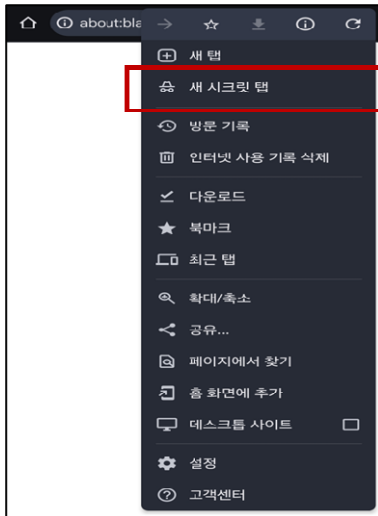 about:bla
새 탭
새 시크릿 탭
방문 기록
인터넷 사용 기록 삭제
다운로드
북마크
최근 탭
확대/축소
공유...
페이지에서 찾기
홈 화면에 추가
데스크톱 사이트
설정
고객센터